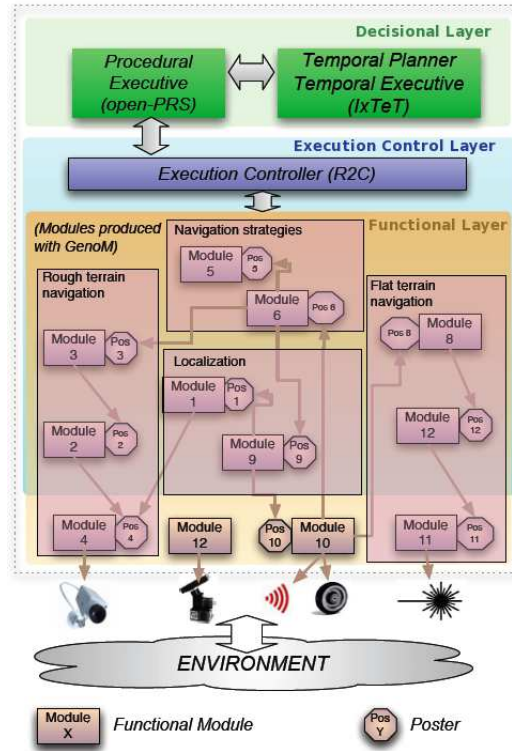 Decisional Layer
Procedural
Executive
(open-PRS)
Temporal Planner
Temporal Executive
(IxTeT)
Execution Control Layer
Execution Controller (R2C)
Functional Layer
(Modules produced
with GenoM)
Navigation strategies
Module
5
Pos
5
Module
6
Pos 6
Rough terrain
navigation
Flat terrain
navigation
Module
3
Pos
3
Pos 8
Module
8
Localization
Module
1
Pos
1
Module
2
Pos
2
Module
9
Pos
9
Module
12
Pos
12
Module
4
Pos
4
Module
12
Pos
10
Module
10
Module
11
Pos
11
ENVIRONMENT
Module
X
Functional Module
Pos
Y
Poster